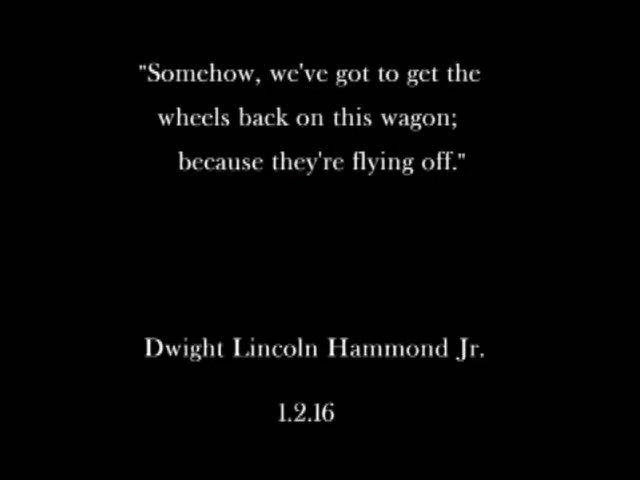 "Somehow, we've got to get the
wheels back on this wagon;
because they're flying off."
Dwight Lincoln Hammond Jr.
1.2.16